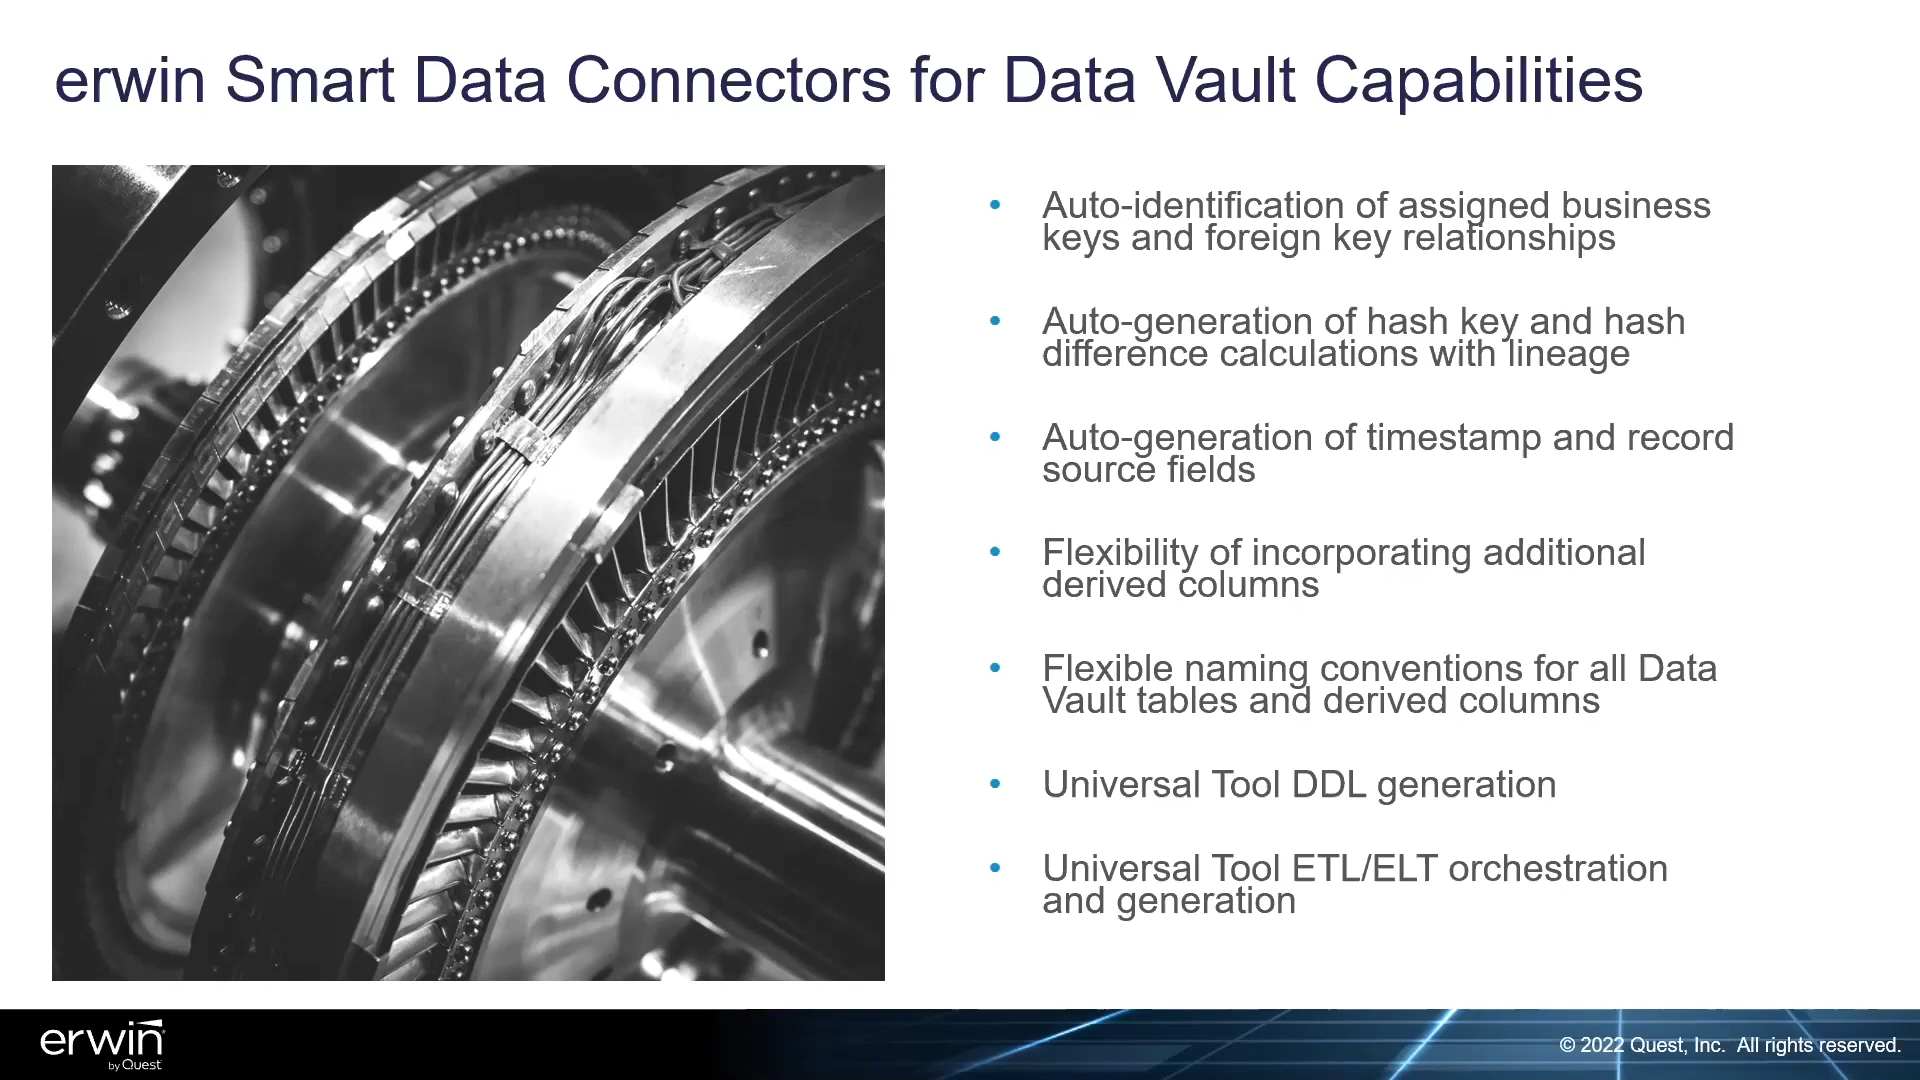 erwin Smart Data Connectors for Data Vault Capabilities
• Auto-identification of assigned business
keys and foreign key relationships
• Auto-generation of hash key and hash
difference calculations with lineage
• Auto-generation of timestamp and record
source fields
• Flexibility of incorporating additional
derived columns
• Flexible naming conventions for all Data
Vault tables and derived columns
• Universal Tool DDL generation
• Universal Tool ETL/ELT orchestration
and generation
erwin
by Quest
© 2022 Quest, Inc. All rights reserved.